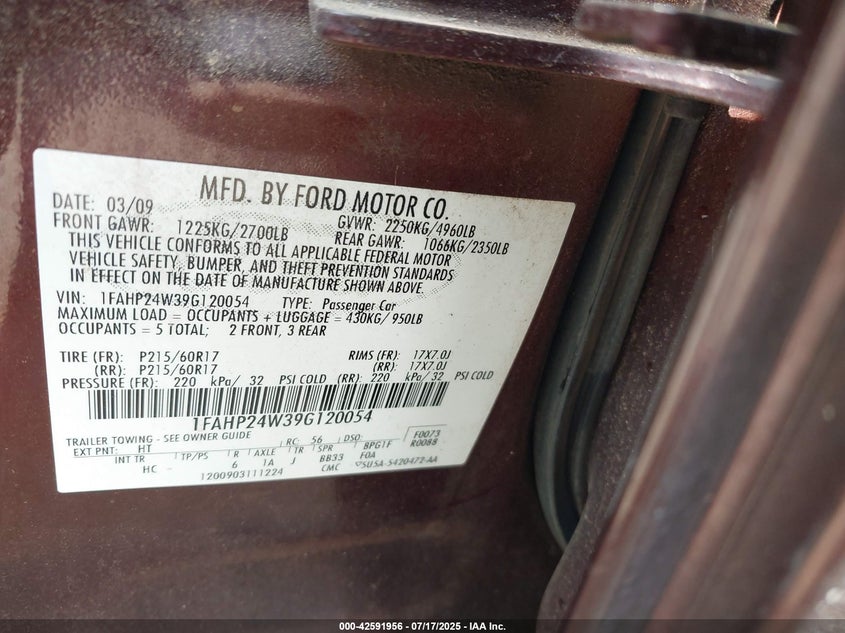 MFD. BY FORD MOTOR CO.
DATE: 03/09 GVWR: 2250KG/4960LB
FRONT GAWR: 1225KG/2700LB REAR GAWR: 1066KG/2350LB
THIS VEHICLE CONFORMS TO ALL APPLICABLE FEDERAL MOTOR
VEHICLE SAFETY, BUMPER, AND THEFT PREVENTION STANDARDS
IN EFFECT ON THE DATE OF MANUFACTURE SHOWN ABOVE.
VIN: 1FAHP24W39G120054 TYPE: Passenger Car
MAXIMUM LOAD = OCCUPANTS + LUGGAGE = 430KG/ 950LB
OCCUPANTS = 5 TOTAL; 2 FRONT, 3 REAR
TIRE (FR): P215/60R17 RIMS (FR): 17X7.0J
(RR): P215/60R17 (RR): 17X7.0J
PRESSURE (FR): 220 kPa/ 32 PSI COLD (RR): 220 kPa/ 32 PSI COLD
1FAHP24W39G120054
TRAILER TOWING - SEE OWNER GUIDE
EXT PNT: HT RC: 56 DSO: F0073
INT TR TP/PS R AXLE TR SPR BPG1F R0088
HC - 6 1A J BB33 F0A
1200903111224 CMC 5U5A-5420472-AA
000-42591956 / 07/17/2025 - IAA Inc.